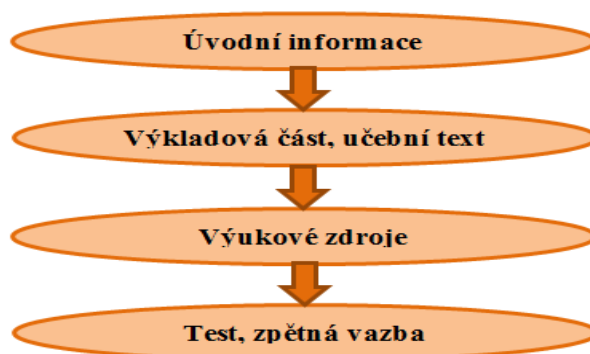 Úvodní informace
Výkladová část, učební text
Výukové zdroje
Test, zpětná vazba